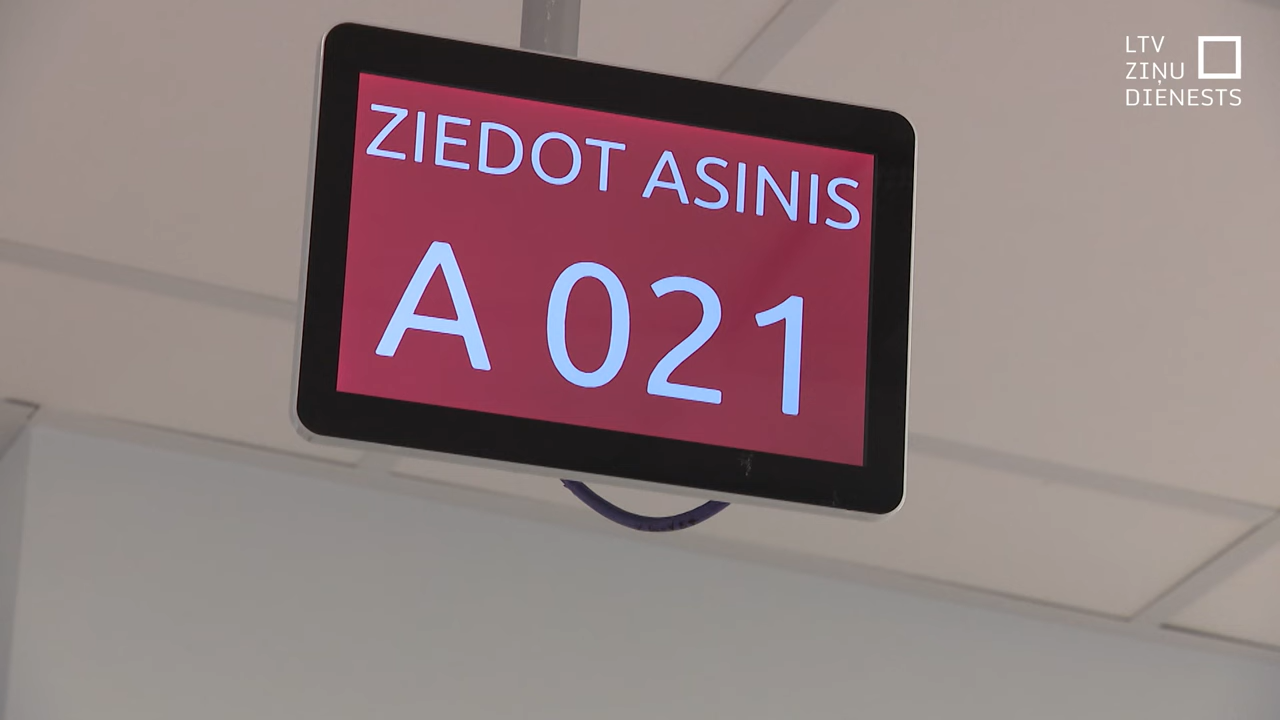 ZIEDOT ASINIS
A 021
LTV
ZIŅU
DIENESTS